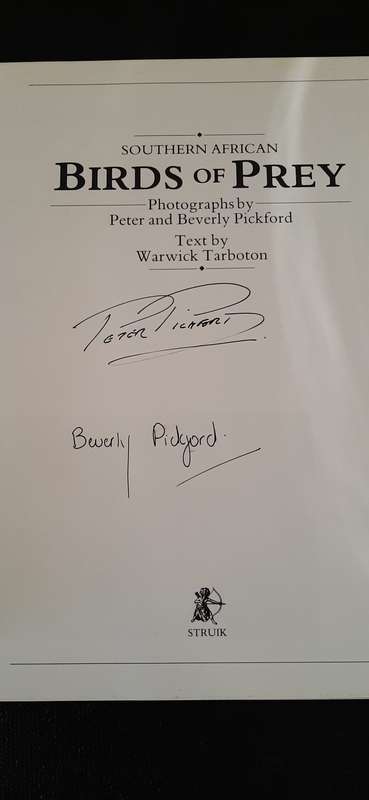 SOUTHERN AFRICAN
BIRDS OF PREY
Photographs by
Peter and Beverly Pickford
Text by
Warwick Tarboton
PETER PICKFORD
Beverly Pickford.
STRUIK